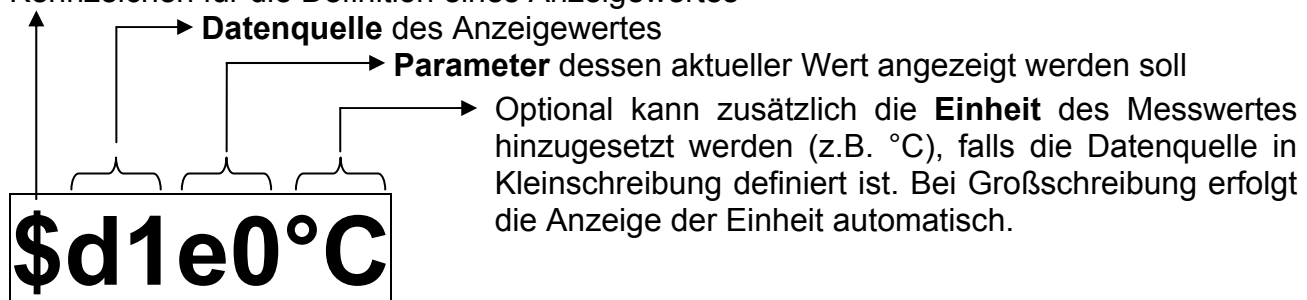 Kennzeichen für die Definition eines Anzeigewertes
Datenquelle des Anzeigewertes
Parameter dessen aktueller Wert angezeigt werden soll
Optional kann zusätzlich die Einheit des Messwertes
hinzugesetzt werden (z.B. °C), falls die Datenquelle in
Kleinschreibung definiert ist. Bei Großschreibung erfolgt
die Anzeige der Einheit automatisch.
$d1e0°C